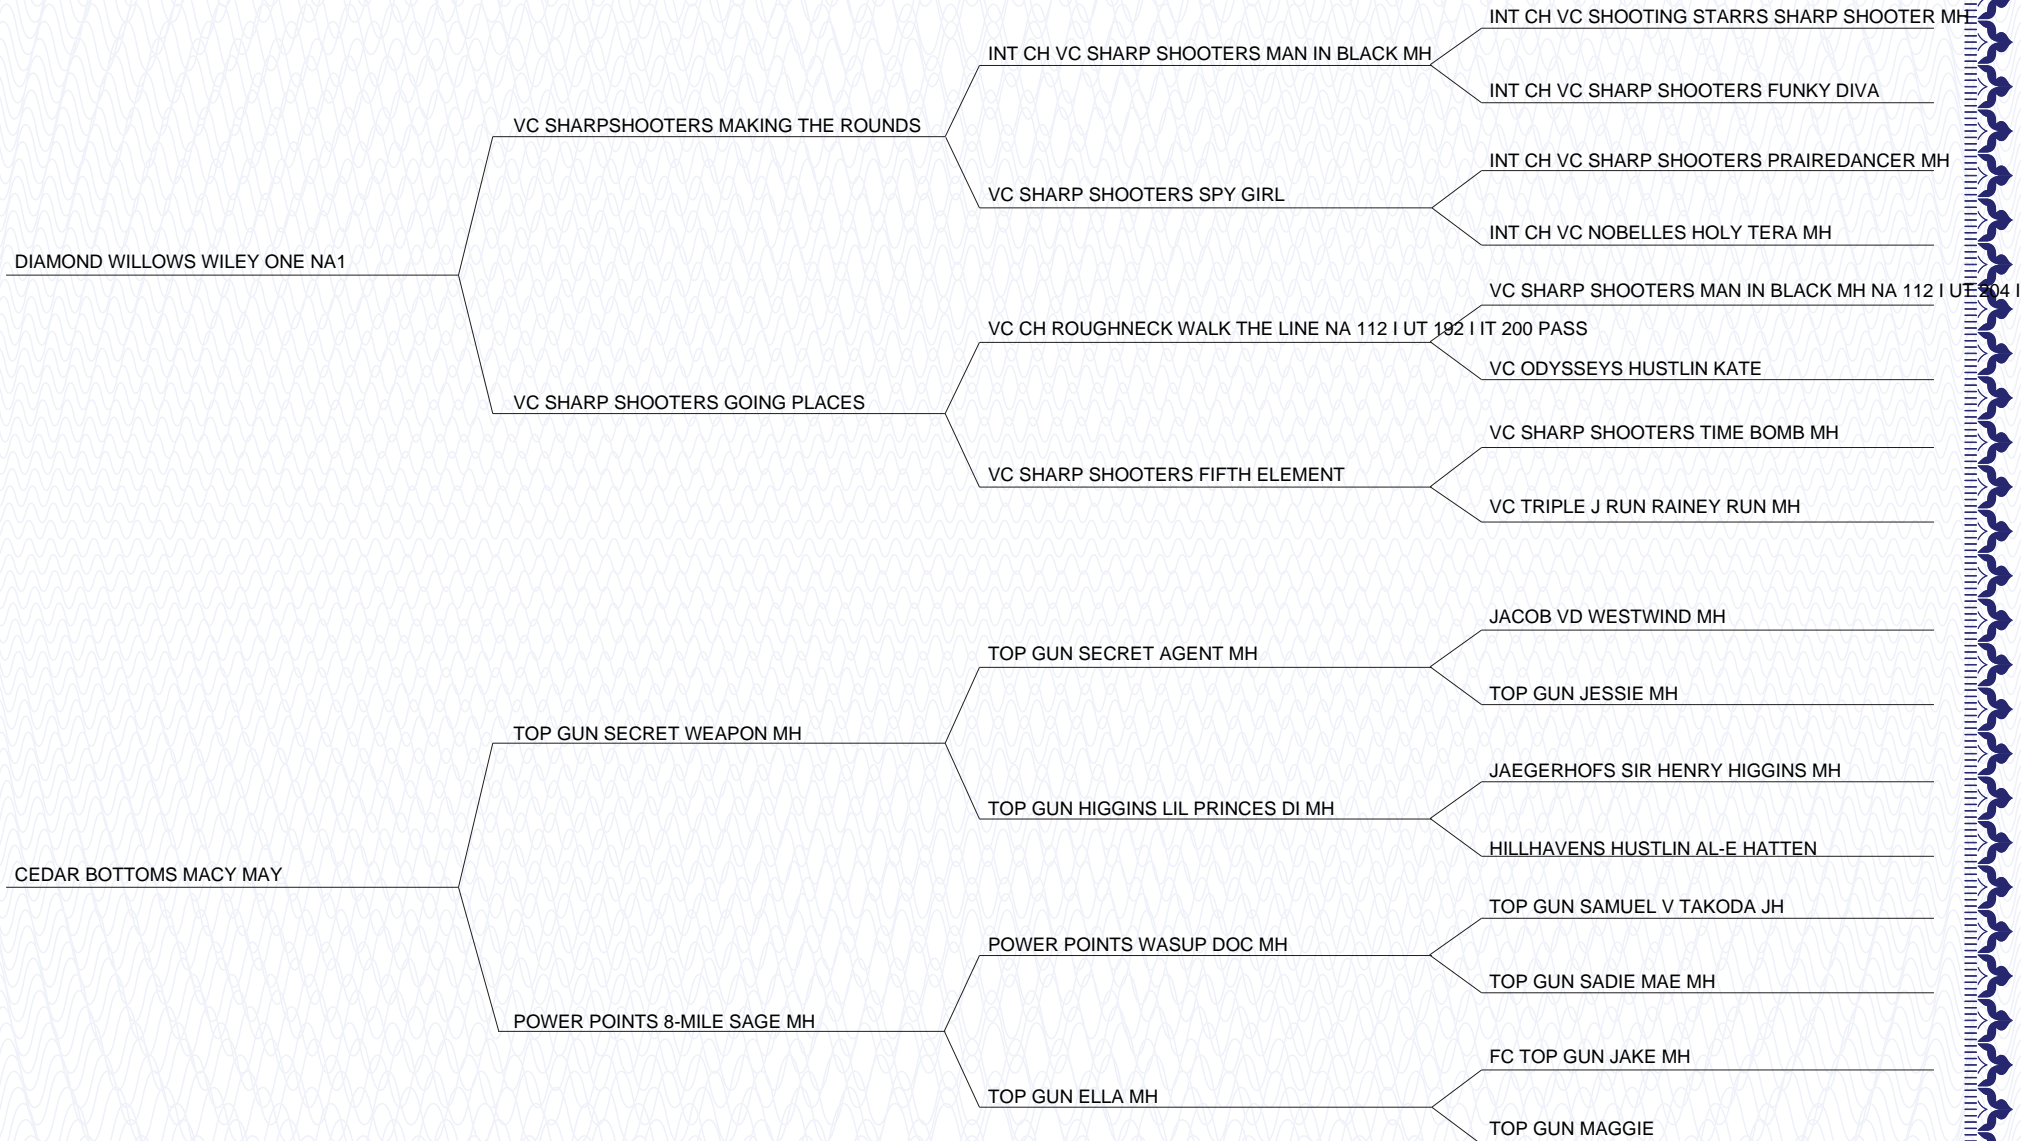 INT CH VC SHOOTING STARRS SHARP SHOOTER MH
INT CH VC SHARP SHOOTERS MAN IN BLACK MH
INT CH VC SHARP SHOOTERS FUNKY DIVA
VC SHARPSHOOTERS MAKING THE ROUNDS
INT CH VC SHARP SHOOTERS PRAIREDANCER MH
VC SHARP SHOOTERS SPY GIRL
INT CH VC NOBELLES HOLY TERA MH
DIAMOND WILLOWS WILEY ONE NA1
VC SHARP SHOOTERS MAN IN BLACK MH NA 112 I UT 204 I
VC CH ROUGHNECK WALK THE LINE NA 112 I UT 192 I IT 200 PASS
VC ODYSSEYS HUSTLIN KATE
VC SHARP SHOOTERS GOING PLACES
VC SHARP SHOOTERS TIME BOMB MH
VC SHARP SHOOTERS FIFTH ELEMENT
VC TRIPLE J RUN RAINEY RUN MH
JACOB VD WESTWIND MH
TOP GUN SECRET AGENT MH
TOP GUN JESSIE MH
TOP GUN SECRET WEAPON MH
JAEGERHOFS SIR HENRY HIGGINS MH
TOP GUN HIGGINS LIL PRINCES DI MH
HILLHAVENS HUSTLIN AL-E HATTEN
CEDAR BOTTOMS MACY MAY
TOP GUN SAMUEL V TAKODA JH
POWER POINTS WASUP DOC MH
TOP GUN SADIE MAE MH
POWER POINTS 8-MILE SAGE MH
FC TOP GUN JAKE MH
TOP GUN ELLA MH
TOP GUN MAGGIE